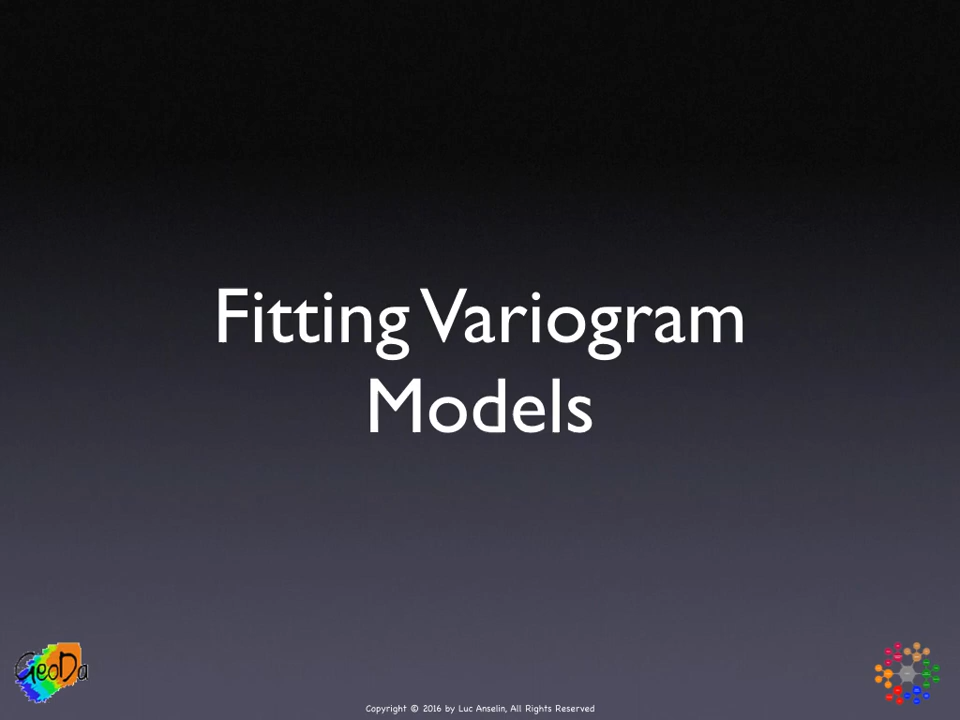 Fitting Variogram
Models
GeoDa
Copyright © 2016 by Luc Anselin, All Rights Reserved